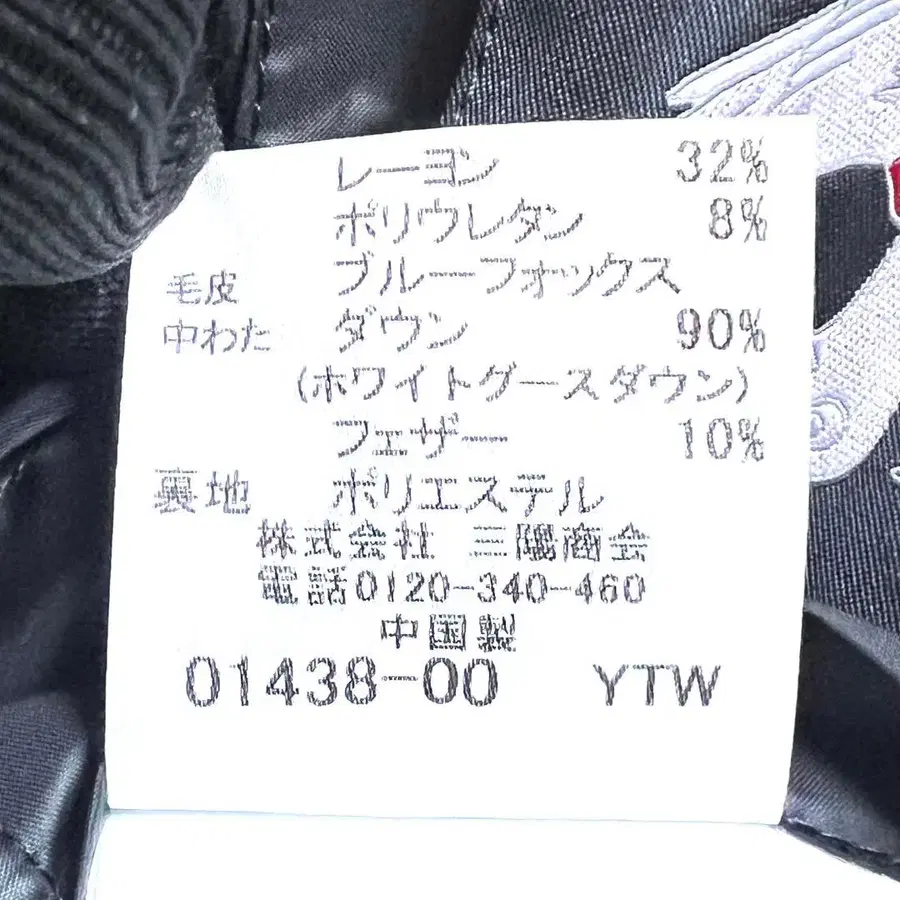 レーヨン 32%
ポリウレタン 8%
毛皮 ブルーフォックス
中わた ダウン 90%
(ホワイトグースダウン)
フェザー 10%
裏地 ポリエステル
株式会社 三陽商会
電話0120-340-460
中国製
01438-00 YTW